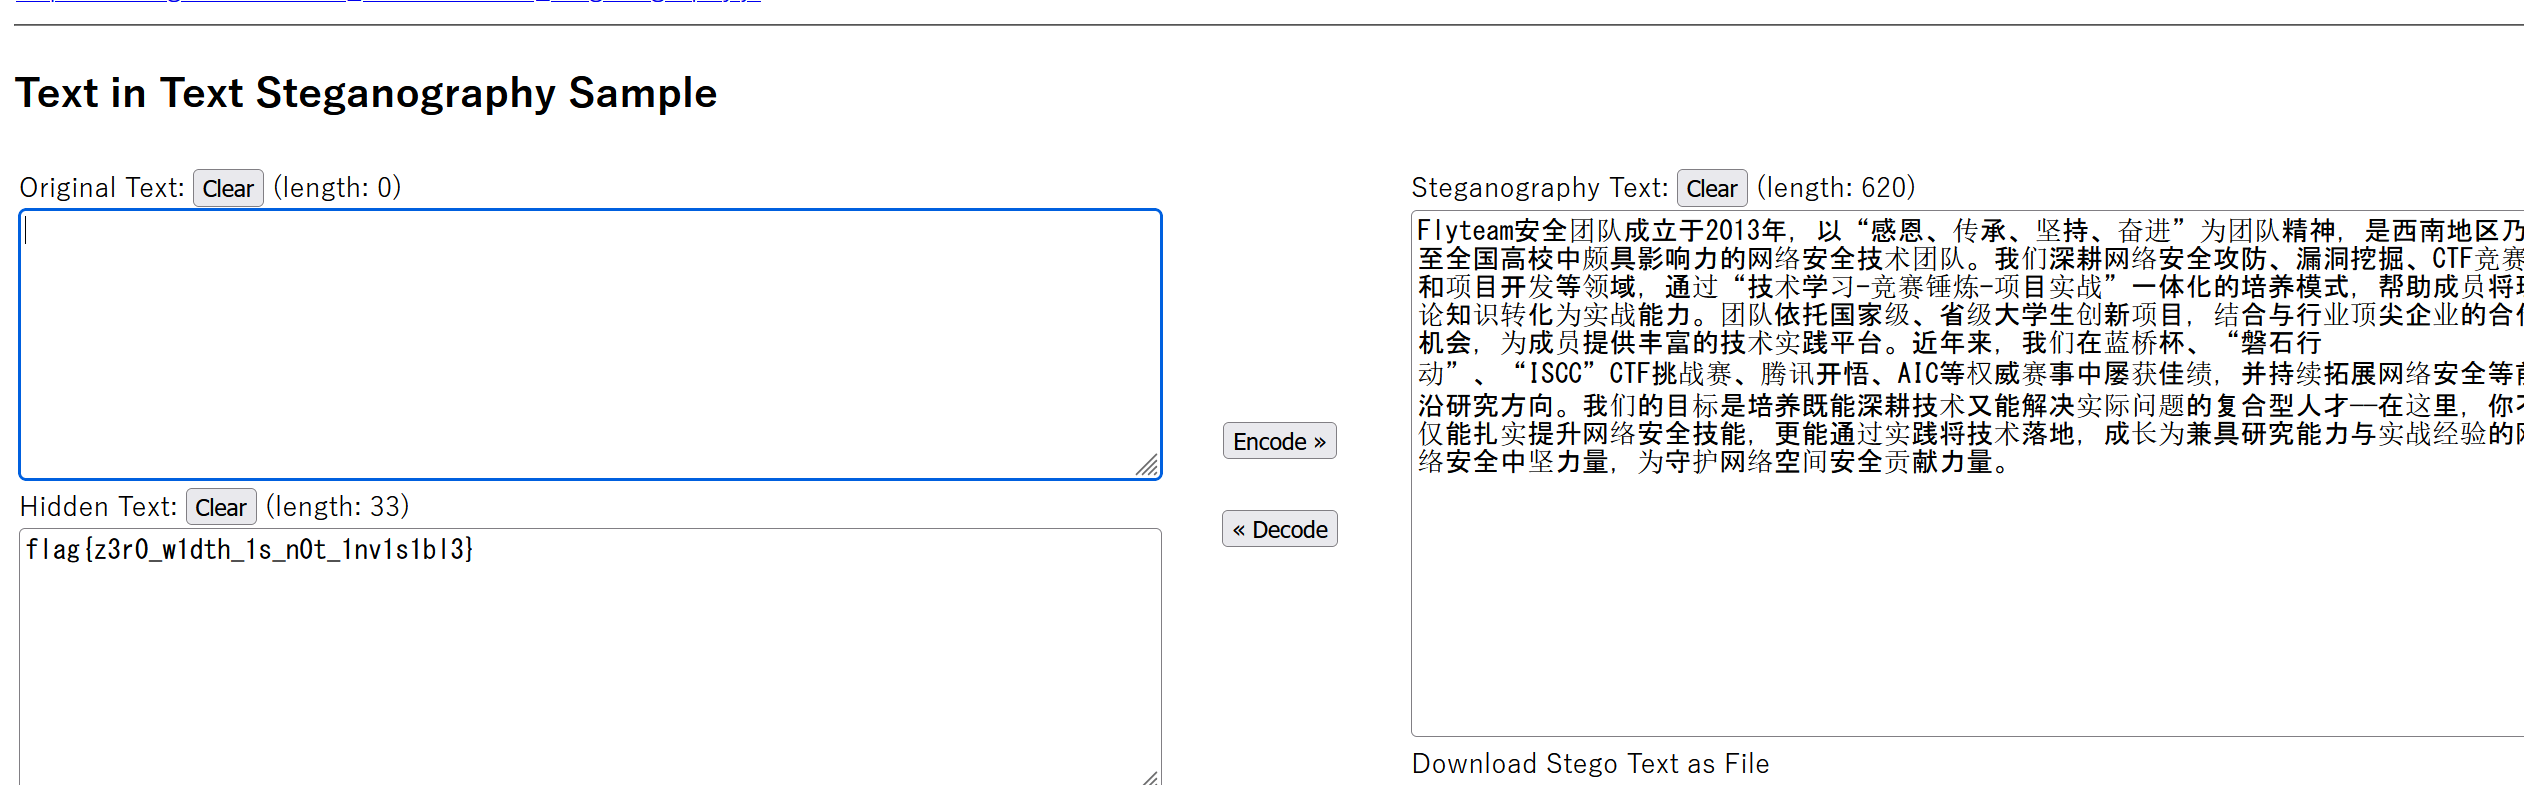 Text in Text Steganography Sample
Original Text: Clear (length: 0)
Hidden Text: Clear (length: 33)
flag{z3r0_w1dth_1s_n0t_1nv1s1bl3}
Encode »
« Decode
Steganography Text: Clear (length: 620)
Flyteam安全团队成立于2013年，以“感恩、传承、坚持、奋进”为团队精神，是西南地区乃
至全国高校中颇具影响力的网络安全技术团队。我们深耕网络安全攻防、漏洞挖掘、CTF竞赛
和项目开发等领域，通过“技术学习-竞赛锤炼-项目实战”一体化的培养模式，帮助成员将理
论知识转化为实战能力。团队依托国家级、省级大学生创新项目，结合与行业顶尖企业的合作
机会，为成员提供丰富的技术实践平台。近年来，我们在蓝桥杯、“磐石行
动”、“ISCC”CTF挑战赛、腾讯开悟、AIC等权威赛事中屡获佳绩，并持续拓展网络安全等前
沿研究方向。我们的目标是培养既能深耕技术又能解决实际问题的复合型人才——在这里，你不
仅能扎实提升网络安全技能，更能通过实践将技术落地，成长为兼具研究能力与实战经验的网
络安全中坚力量，为守护网络空间安全贡献力量。
Download Stego Text as File